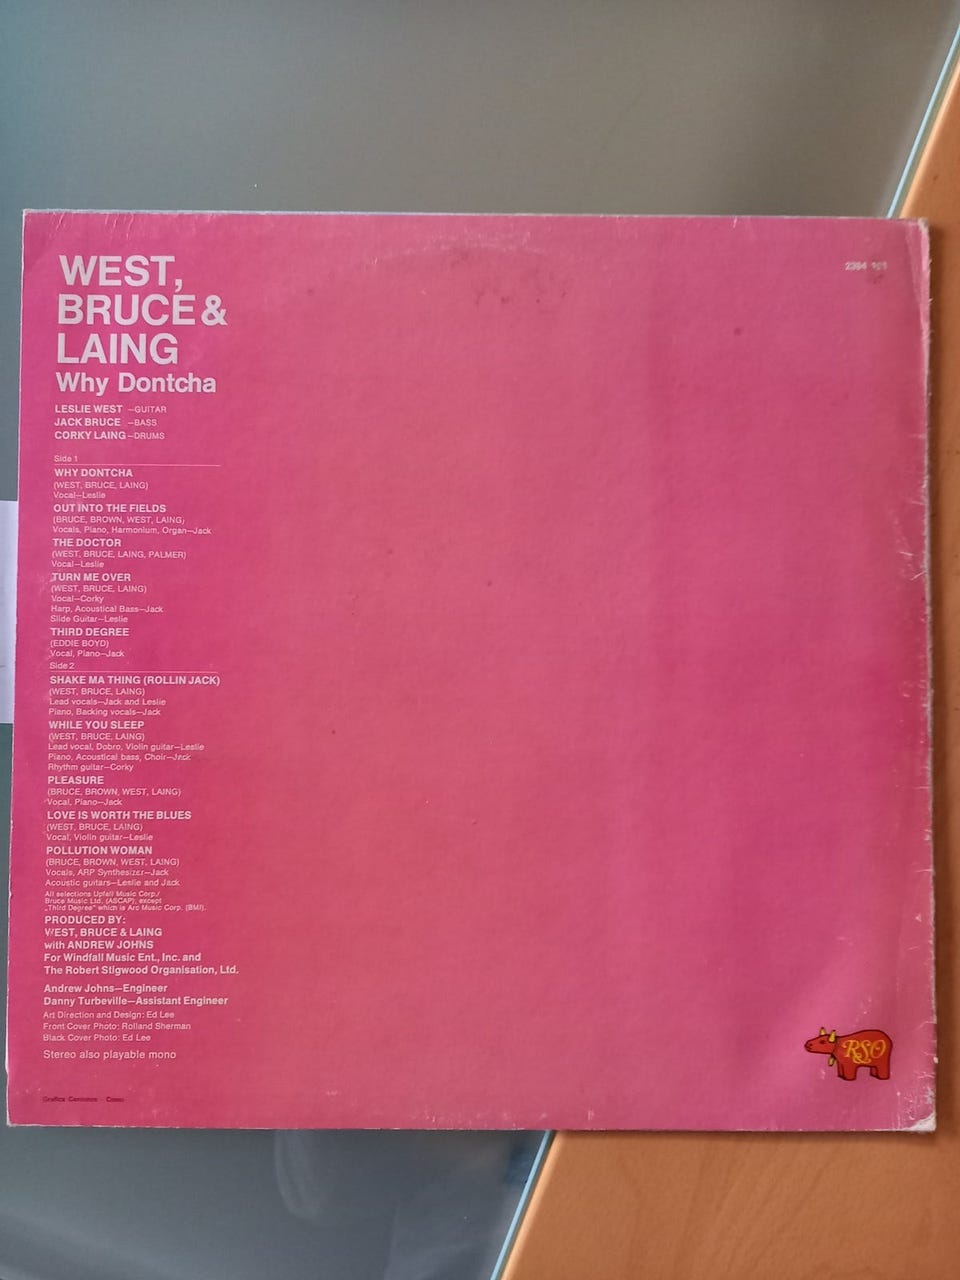 WEST,
BRUCE &
LAING
Why Dontcha
2394
LESLIE WEST –GUITAR
JACK BRUCE –BASS
CORKY LAING –DRUMS
Side 1
WHY DONTCHA
(WEST, BRUCE, LAING)
Vocal–Leslie
OUT INTO THE FIELDS
(BRUCE, BROWN, WEST, LAING)
Vocals, Piano, Harmonium, Organ–Jack
THE DOCTOR
(WEST, BRUCE, LAING, PALMER)
Vocal–Leslie
TURN ME OVER
(WEST, BRUCE, LAING)
Vocal–Corky
Harp, Acoustical Bass–Jack
Slide Guitar–Leslie
THIRD DEGREE
(EDDIE BOYD)
Vocal, Piano–Jack
Side 2
SHAKE MA THING (ROLLIN JACK)
(WEST, BRUCE, LAING)
Lead vocals–Jack and Leslie
Piano, Backing vocals–Jack
WHILE YOU SLEEP
(WEST, BRUCE, LAING)
Lead vocal, Dobro, Violin guitar–Leslie
Piano, Acoustical bass, Choir–Jack
Rhythm guitar–Corky
PLEASURE
(BRUCE, BROWN, WEST, LAING)
Vocal, Piano–Jack
LOVE IS WORTH THE BLUES
(WEST, BRUCE, LAING)
Vocal, Violin guitar–Leslie
POLLUTION WOMAN
(BRUCE, BROWN, WEST, LAING)
Vocals, ARP Synthesizer–Jack
Acoustic guitars–Leslie and Jack
All selections Upfall Music Corp./
Bruce Music Ltd. (ASCAP), except
„Third Degree" which is Arc Music Corp. (BMI).
PRODUCED BY:
WEST, BRUCE & LAING
with ANDREW JOHNS
For Windfall Music Ent., Inc. and
The Robert Stigwood Organisation, Ltd.
Andrew Johns–Engineer
Danny Turbeville–Assistant Engineer
Art Direction and Design: Ed Lee
Front Cover Photo: Rolland Sherman
Black Cover Photo: Ed Lee
Stereo also playable mono
RSO
Grafica - Como